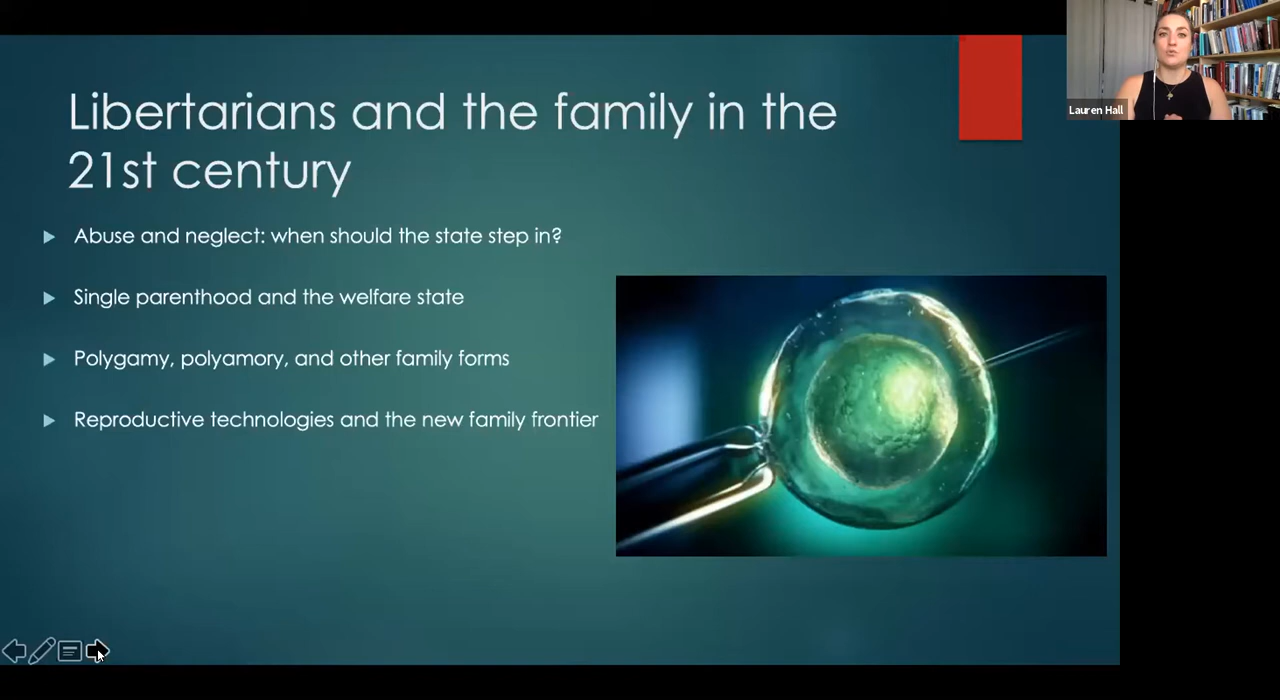 Libertarians and the family in the
21st century
Abuse and neglect: when should the state step in?
Single parenthood and the welfare state
Polygamy, polyamory, and other family forms
Reproductive technologies and the new family frontier
Lauren Hall